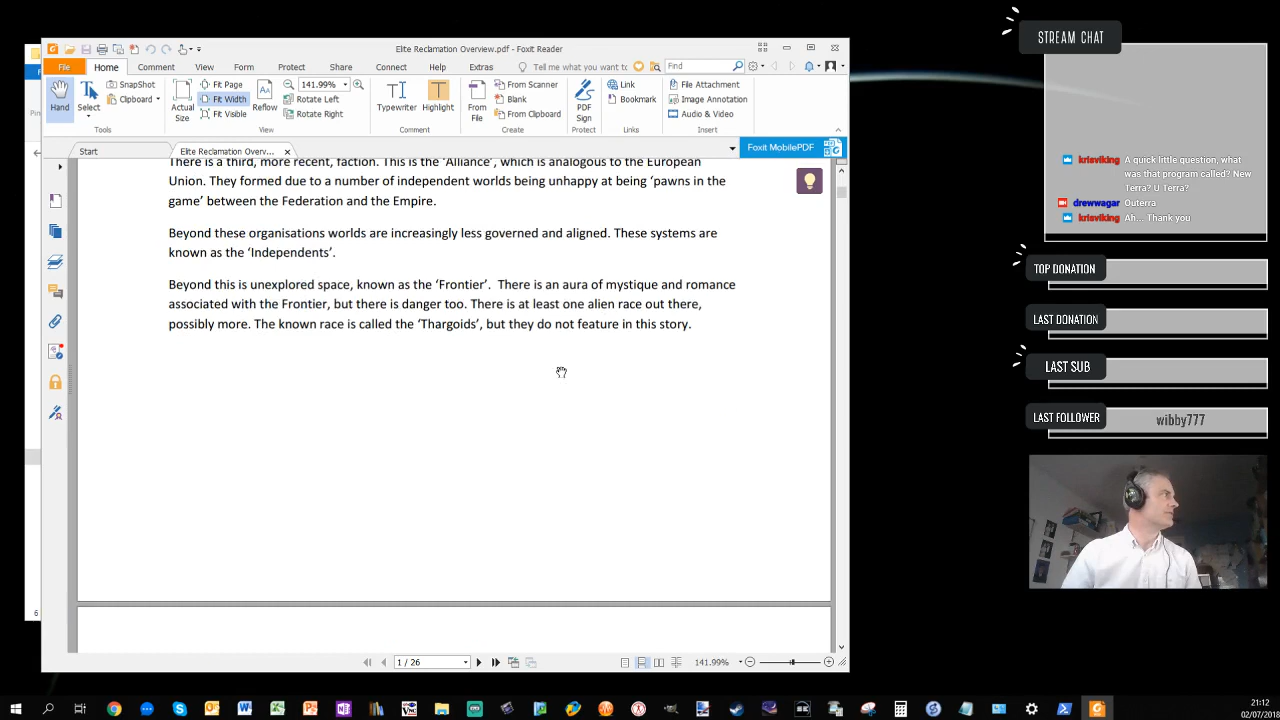 Elite Reclamation Overview.pdf - Foxit Reader
File Home Comment View Form Protect Share Connect Help Extras Tell me what you want to Find
Hand
Select
SnapShot
Clipboard
Tools
Actual Size
Fit Page
Fit Width
Fit Visible
Reflow
141.99%
Rotate Left
Rotate Right
View
Typewriter
Highlight
Comment
From File
From Scanner
Blank
From Clipboard
Create
PDF Sign
Protect
Link
Bookmark
Links
File Attachment
Image Annotation
Audio & Video
Insert
Start
Elite Reclamation Overv...
Foxit MobilePDF
There is a third, more recent, faction. This is the ‘Alliance’, which is analogous to the European
Union. They formed due to a number of independent worlds being unhappy at being ‘pawns in the
game’ between the Federation and the Empire.
Beyond these organisations worlds are increasingly less governed and aligned. These systems are
known as the ‘Independents’.
Beyond this is unexplored space, known as the ‘Frontier’. There is an aura of mystique and romance
associated with the Frontier, but there is danger too. There is at least one alien race out there,
possibly more. The known race is called the ‘Thargoids’, but they do not feature in this story.
6
1 / 26
141.99%
STREAM CHAT
krisviking A quick little question, what
was that program called? New
Terra? U Terra?
drewwagar Outerra
krisviking Ah... Thank you
TOP DONATION
LAST DONATION
LAST SUB
LAST FOLLOWER
wibby777
21:12
02/07/2018